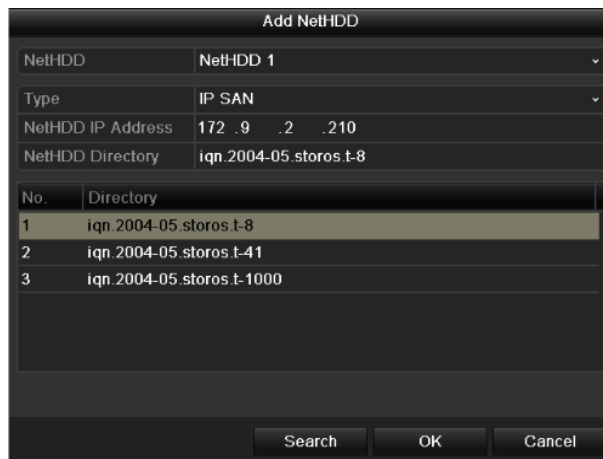 Add NetHDD
NetHDD NetHDD 1
Type IP SAN
NetHDD IP Address 172 .9 .2 .210
NetHDD Directory iqn.2004-05.storos.t-8
No. Directory
1 iqn.2004-05.storos.t-8
2 iqn.2004-05.storos.t-41
3 iqn.2004-05.storos.t-1000
Search OK Cancel